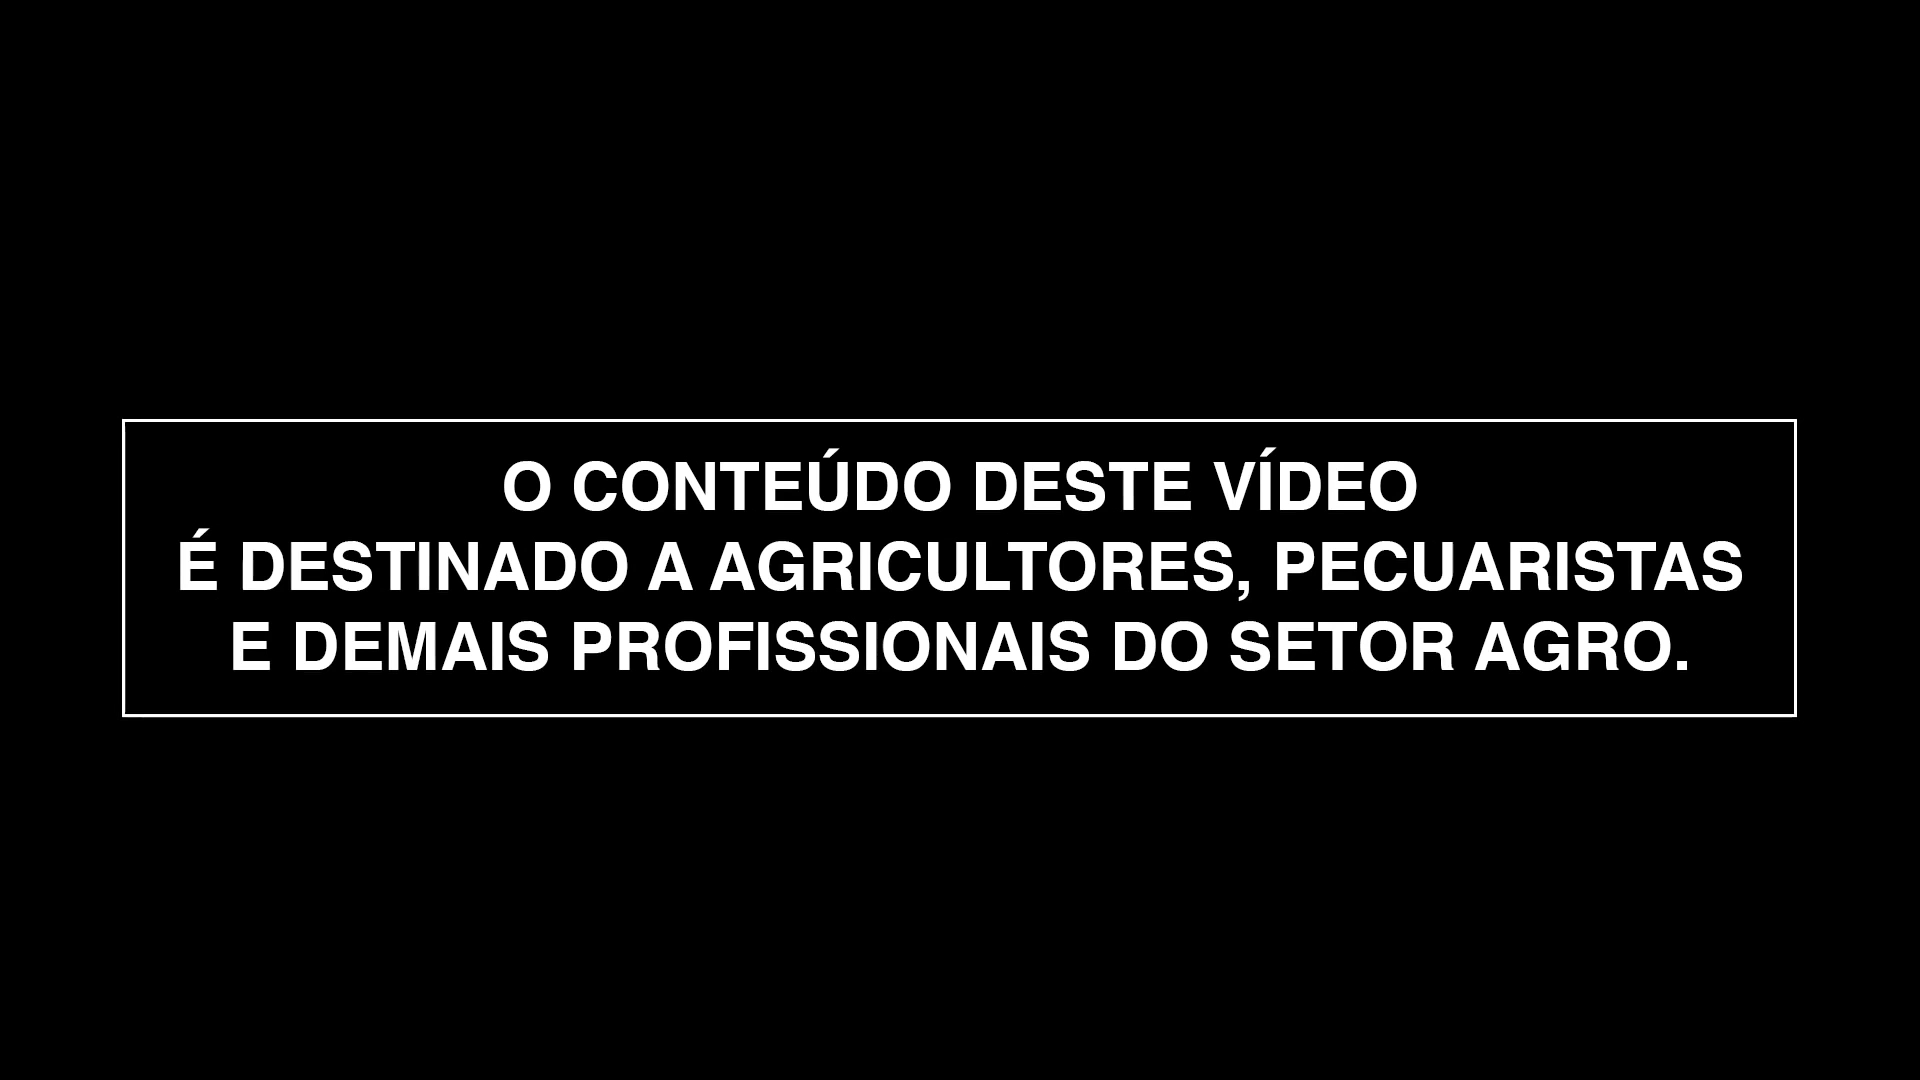 O CONTEÚDO DESTE VÍDEO
É DESTINADO A AGRICULTORES, PECUARISTAS
E DEMAIS PROFISSIONAIS DO SETOR AGRO.